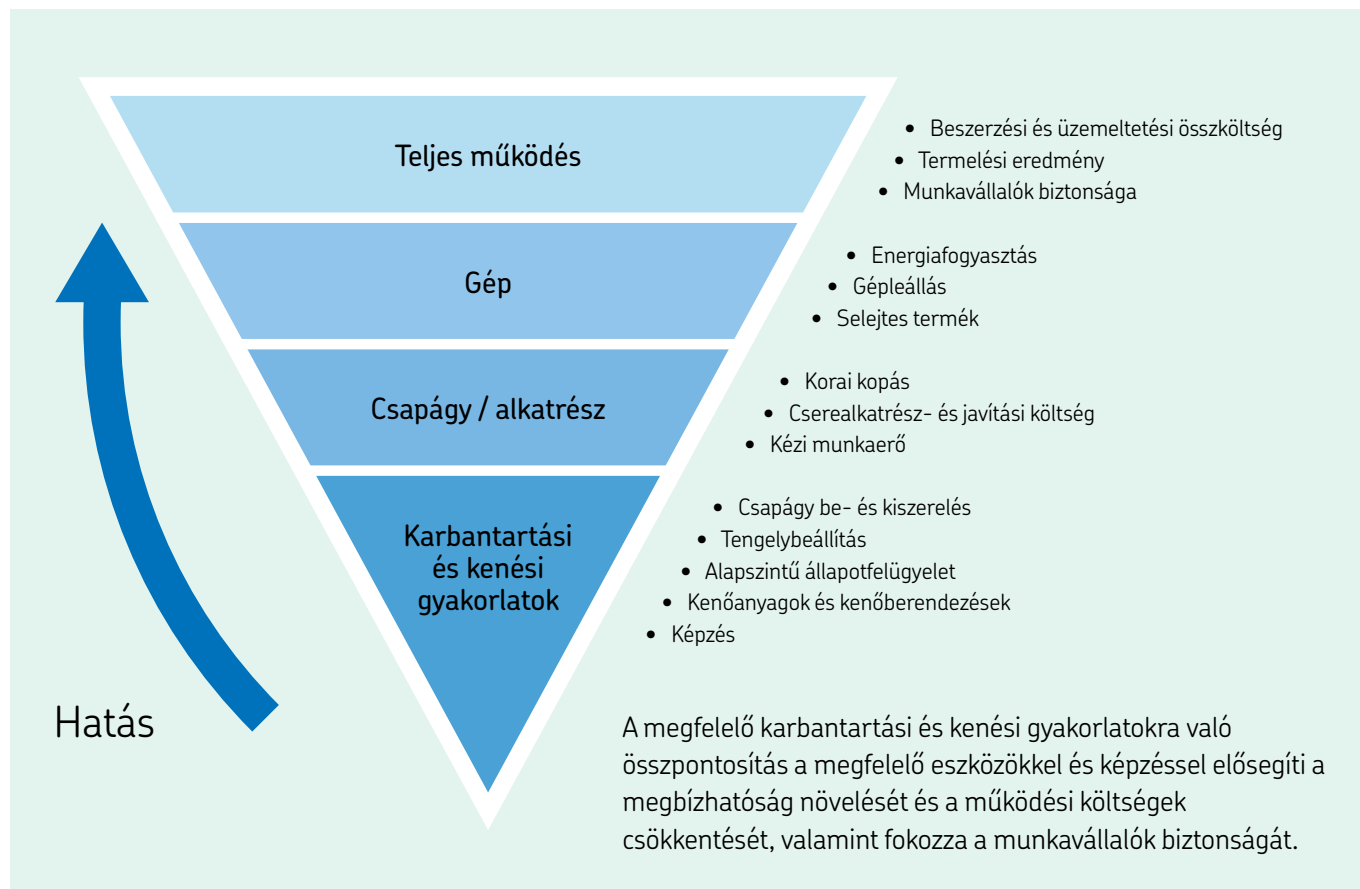 Teljes működés
• Beszerzési és üzemeltetési összköltség
• Termelési eredmény
• Munkavállalók biztonsága
Gép
• Energiafogyasztás
• Gépleállás
• Selejtes termék
Csapágy / alkatrész
• Korai kopás
• Cserealkatrész- és javítási költség
• Kézi munkaerő
Karbantartási
és kenési
gyakorlatok
• Csapágy be- és kiszerelés
• Tengelybeállítás
• Alapszintű állapotfelügyelet
• Kenőanyagok és kenőberendezések
• Képzés
Hatás
A megfelelő karbantartási és kenési gyakorlatokra való
összpontosítás a megfelelő eszközökkel és képzéssel elősegíti a
megbízhatóság növelését és a működési költségek
csökkentését, valamint fokozza a munkavállalók biztonságát.